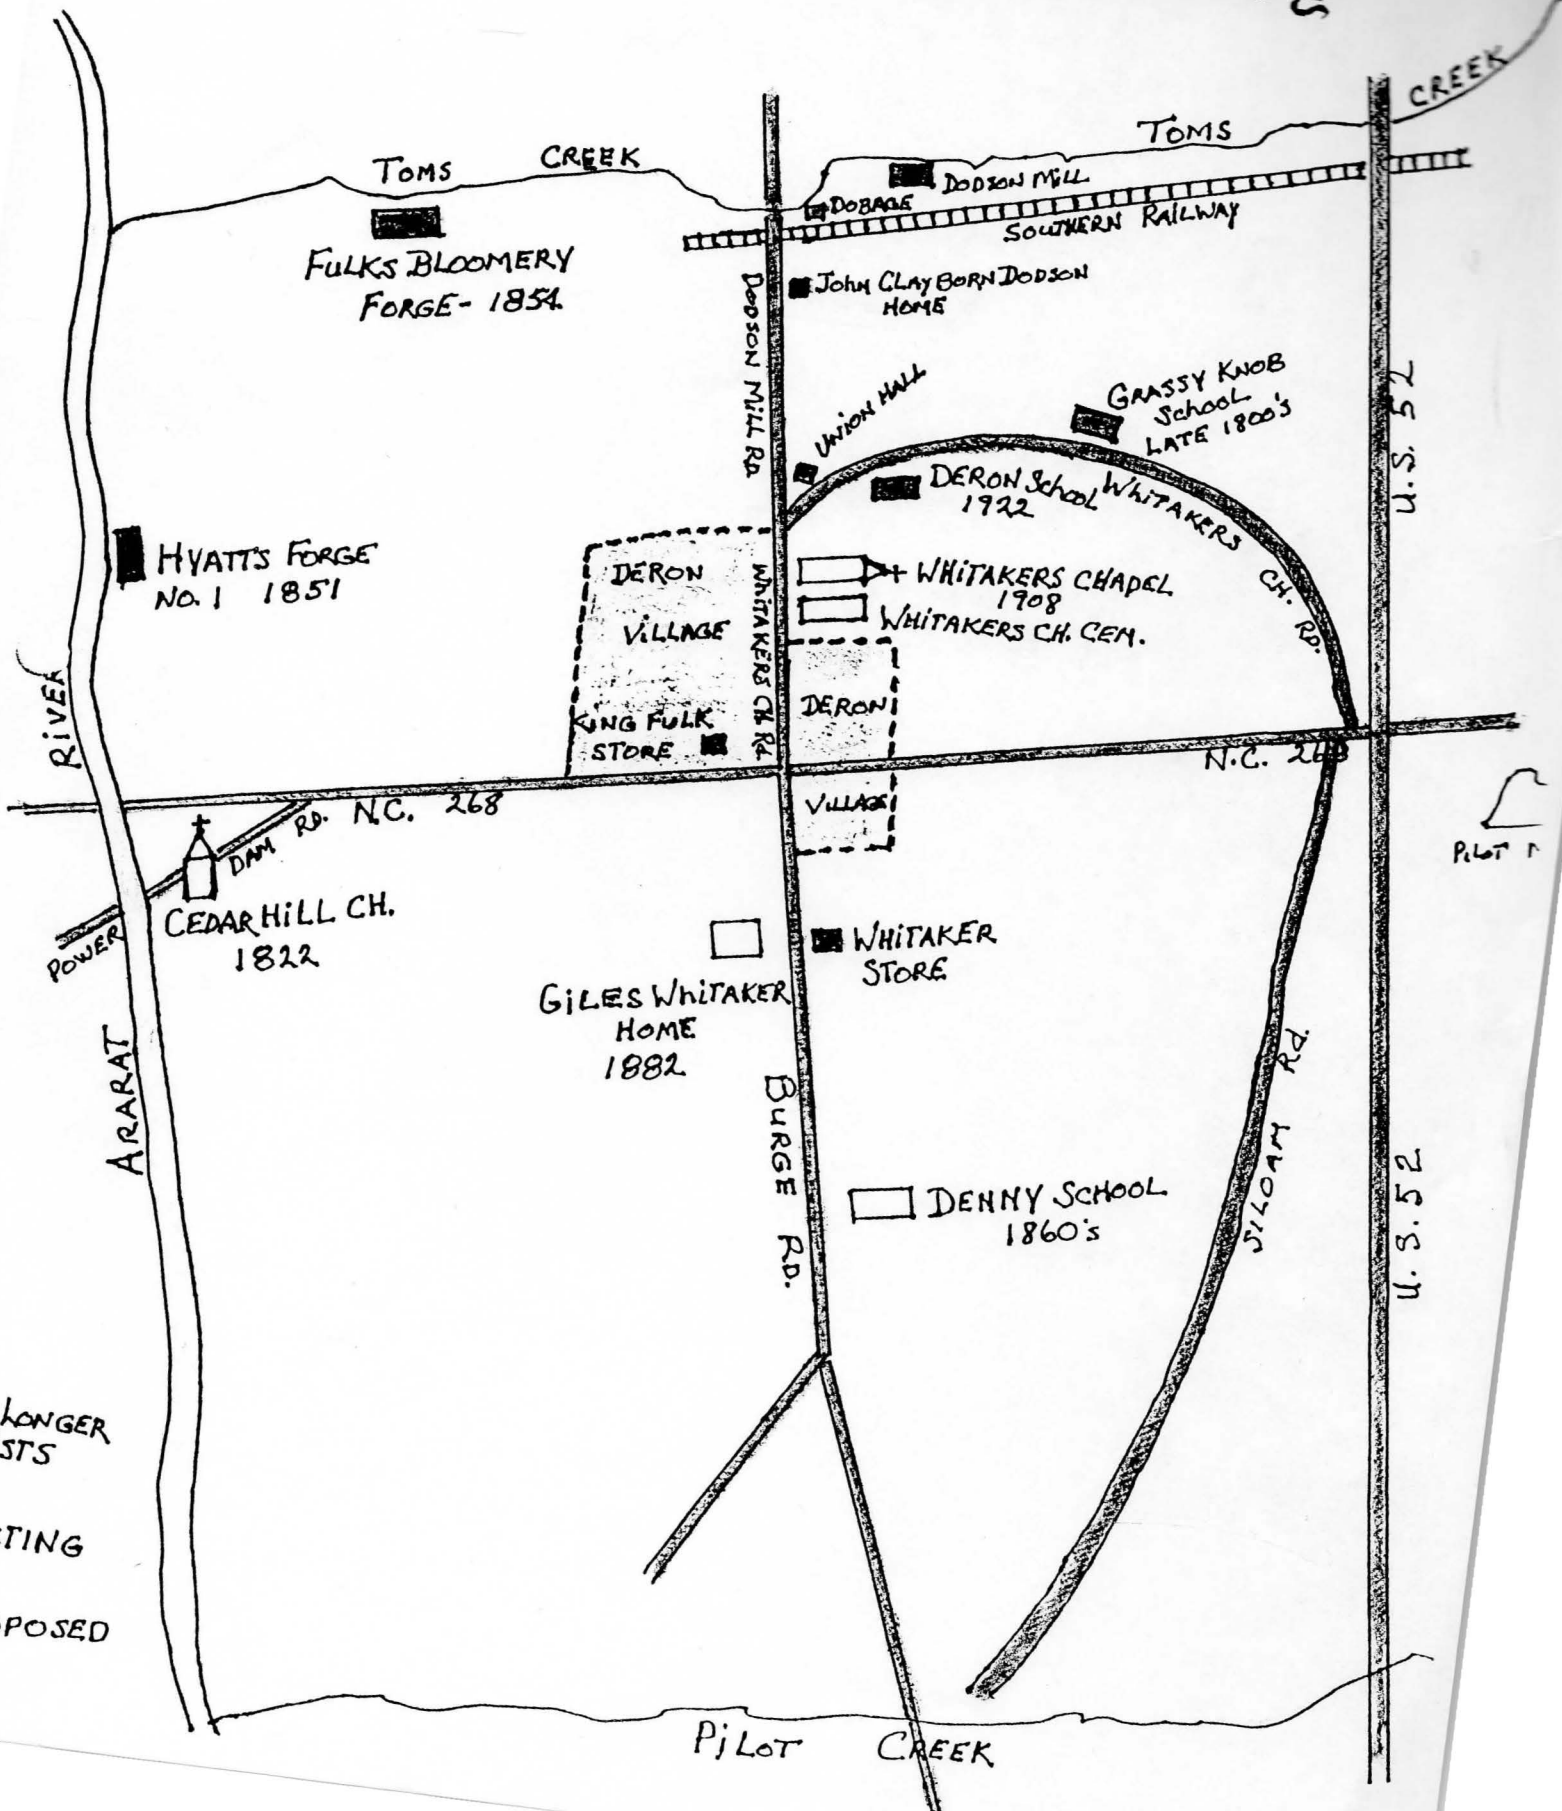 CREEK
TOMS
TOMS CREEK
DODSON MILL
DOBAGE
SOUTHERN RAILWAY
FULKS BLOOMERY
FORGE - 1854
JOHN CLAYBORN DODSON
HOME
DODSON MILL RD.
UNION HALL
GRASSY KNOB
SCHOOL
LATE 1800's
U.S. 52
DERON SCHOOL
1922
WHITAKERS CH. RD.
HYATTS FORGE
NO. 1 1851
DERON
VILLAGE
WHITAKERS CH. Rd.
WHITAKERS CHAPEL
1908
WHITAKERS CH. CEM.
RIVER
KING FULK
STORE
DERON
VILLAGE
N.C. 268
N.C. 268
POWER DAM RD.
PILOT
CEDAR HILL CH.
1822
WHITAKER
STORE
GILES WHITAKER
HOME
1882
ARARAT
BURGE RD.
SILOAM Rd.
DENNY SCHOOL
1860's
U.S. 52
LONGER
STS
TING
POSED
PILOT CREEK